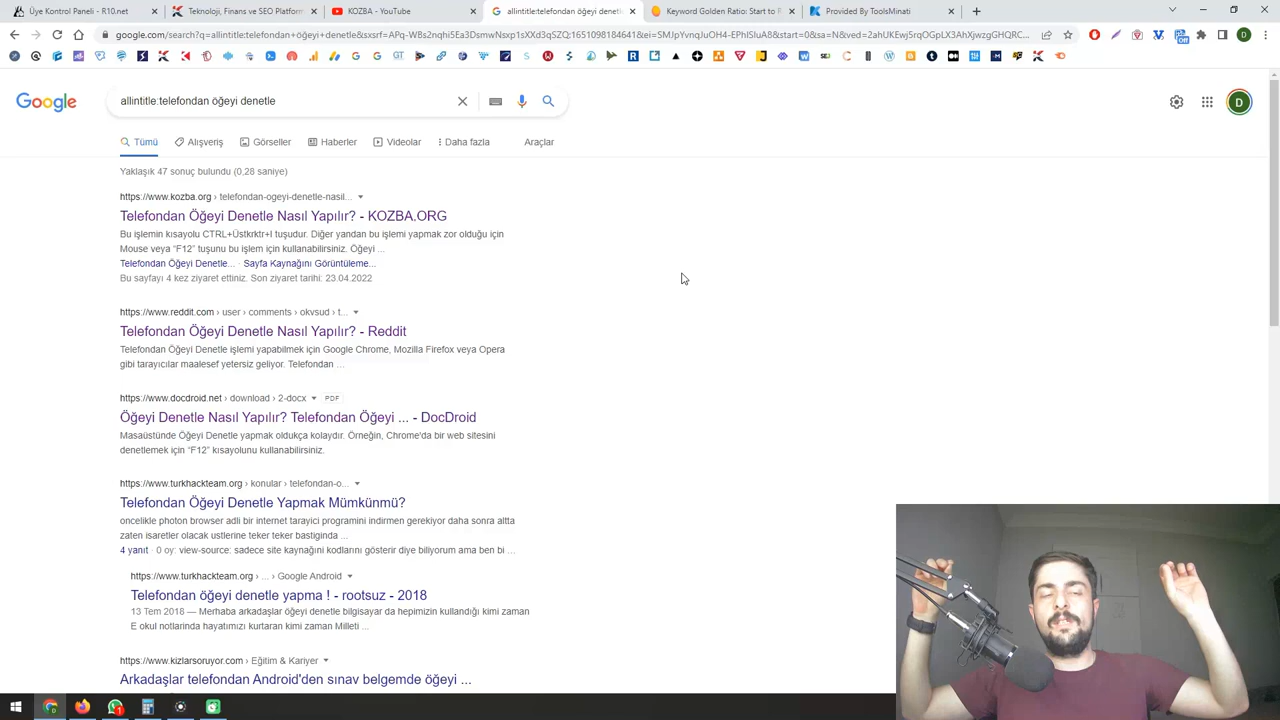 Üye Kontrol Paneli - R10.net
Teknoloji, Finans ve SEO Platform
KOZBA - YouTube
allintitle:telefondan öğeyi denetle
Keyword Golden Ratio: Start to R
Provided By ToolsMinati
google.com/search?q=allintitle:telefondan
Google
allintitle:telefondan öğeyi denetle
D
Tümü
Alışveriş
Görseller
Haberler
Videolar
Daha fazla
Araçlar
Yaklaşık 47 sonuç bulundu (0,28 saniye)
https://www.kozba.org › telefondan-ogeyi-denetle-nasil...
Telefondan Öğeyi Denetle Nasıl Yapılır? - KOZBA.ORG
Bu işlemin kısayolu CTRL+Üstkrktr+I tuşudur. Diğer yandan bu işlemi yapmak zor olduğu için
Mouse veya “F12” tuşunu bu işlem için kullanabilirsiniz. Öğeyi ...
Telefondan Öğeyi Denetle... · Sayfa Kaynağını Görüntüleme...
Bu sayfayı 4 kez ziyaret ettiniz. Son ziyaret tarihi: 23.04.2022
https://www.reddit.com › user › comments › okvsud › t...
Telefondan Öğeyi Denetle Nasıl Yapılır? - Reddit
Telefondan Öğeyi Denetle işlemi yapabilmek için Google Chrome, Mozilla Firefox veya Opera
gibi tarayıcılar maalesef yetersiz geliyor. Telefondan ...
https://www.docdroid.net › download › 2-docx
PDF
Öğeyi Denetle Nasıl Yapılır? Telefondan Öğeyi ... - DocDroid
Masaüstünde Öğeyi Denetle yapmak oldukça kolaydır. Örneğin, Chrome'da bir web sitesini
denetlemek için “F12” kısayolunu kullanabilirsiniz.
https://www.turkhackteam.org › konular › telefondan-o...
Telefondan Öğeyi Denetle Yapmak Mümkünmü?
oncelikle photon browser adli bir internet tarayici programini indirmen gerekiyor daha sonra altta
zaten isaretler olacak ustlerine teker teker bastiginda ...
4 yanıt · 0 oy: view-source: sadece site kaynağini kodlarını gösterir diye biliyorum ama ben bi ...
https://www.turkhackteam.org › ... › Google Android
Telefondan öğeyi denetle yapma ! - rootsuz - 2018
13 Tem 2018 — Merhaba arkadaşlar öğeyi denetle bilgisayar da hepimizin kullandığı kimi zaman
E okul notlarinda hayatımızı kurtaran kimi zaman Milleti ...
https://www.kizlarsoruyor.com › Eğitim & Kariyer
Arkadaşlar telefondan Android'den sınav belgemde öğeyi ...